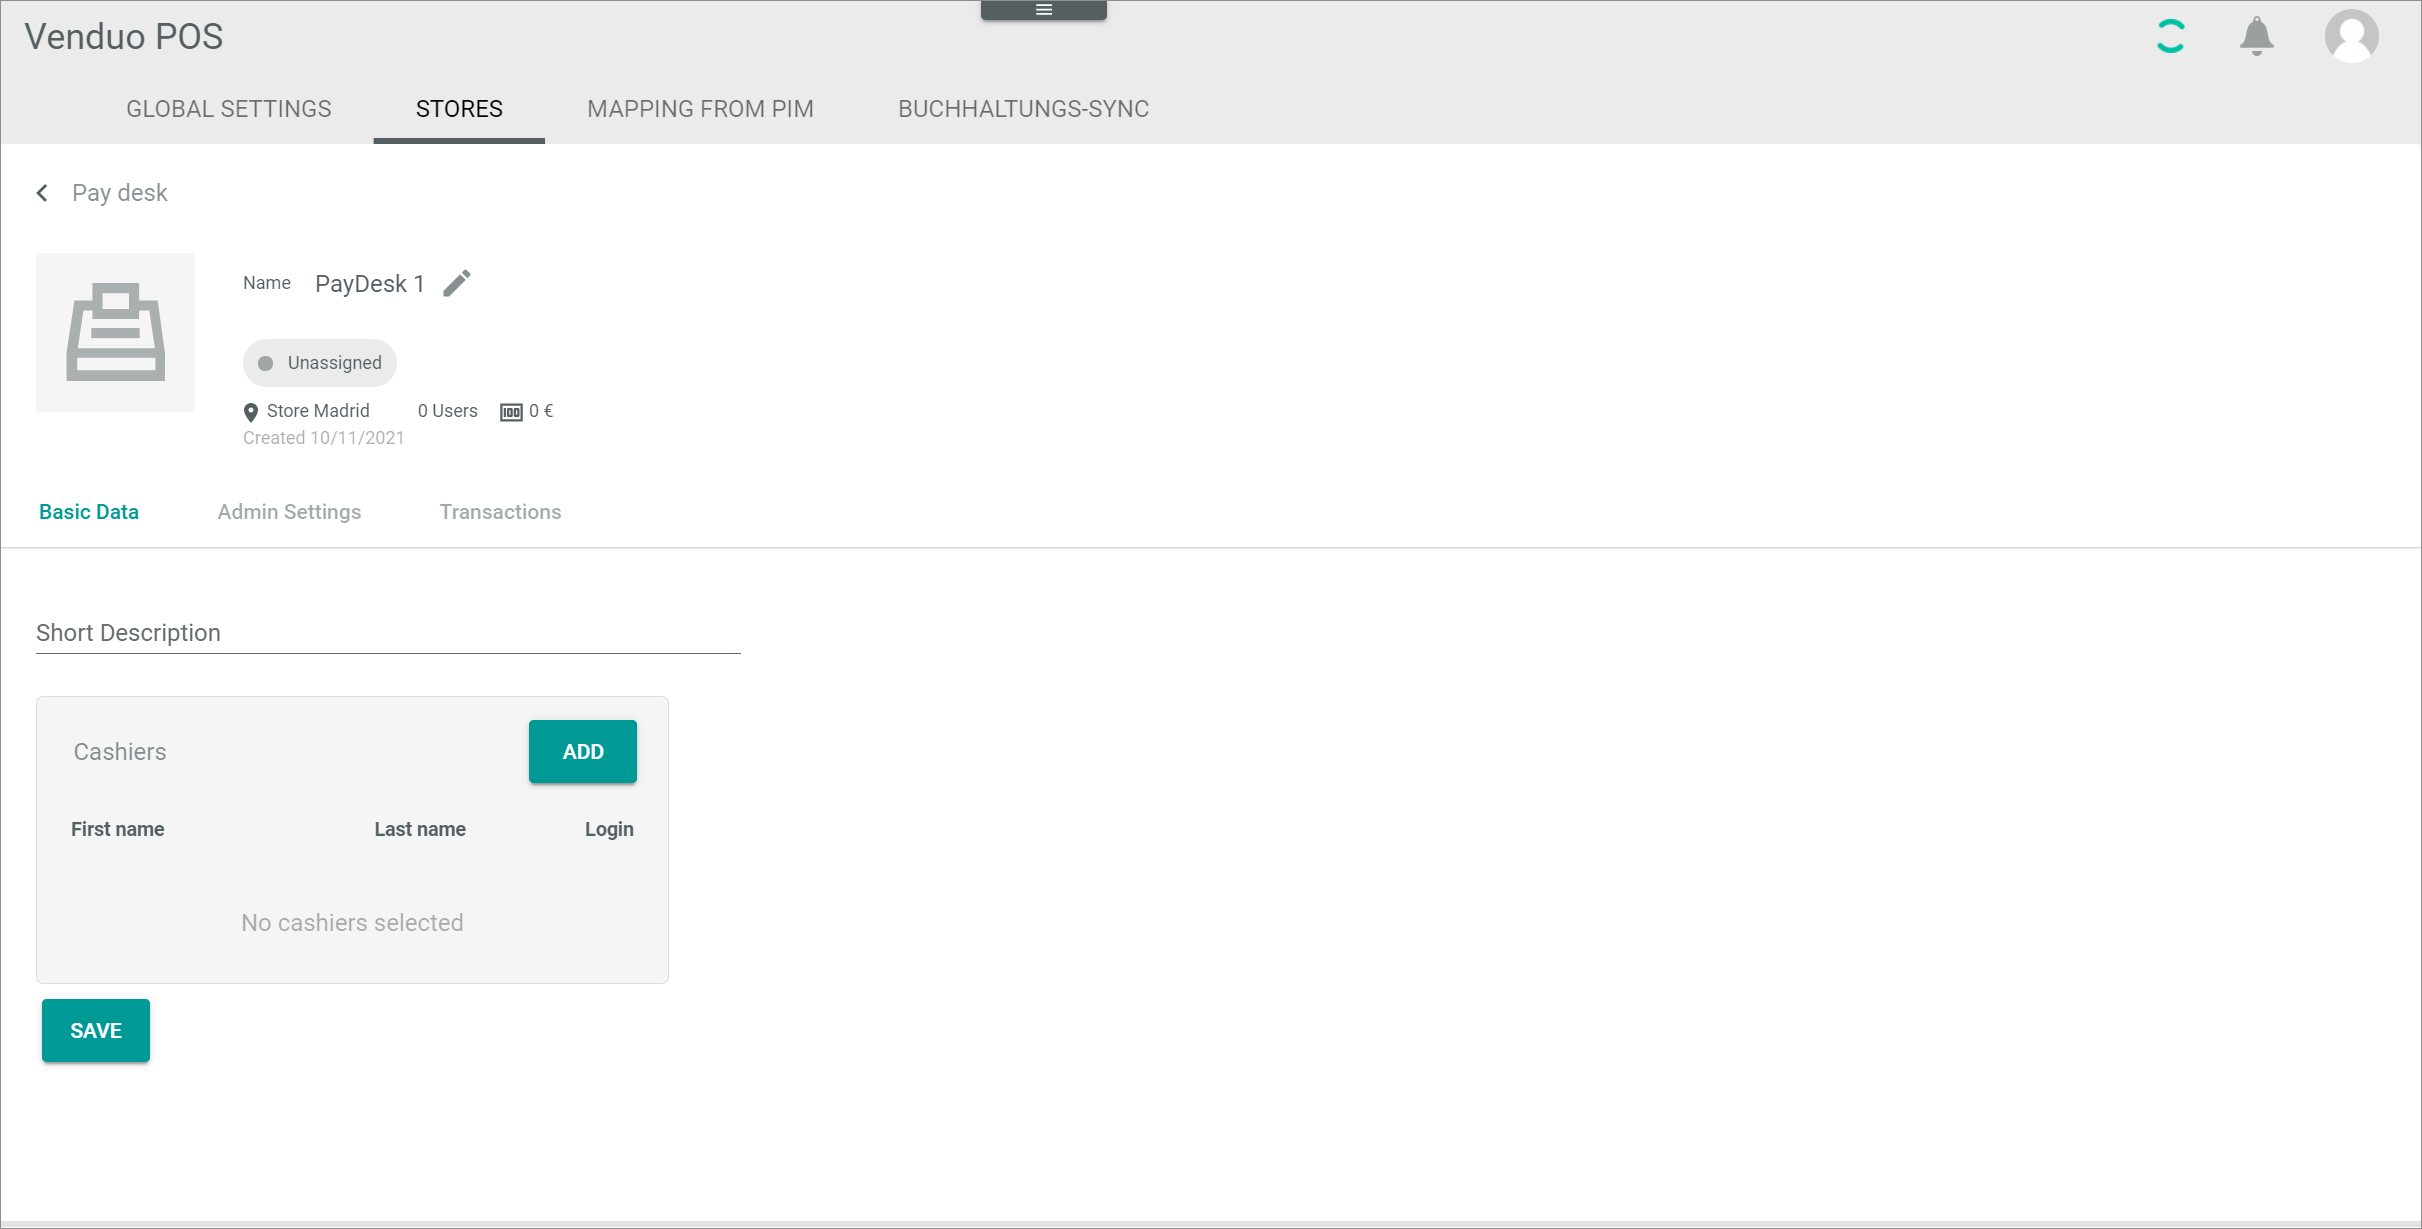 Venduo POS
GLOBAL SETTINGS STORES MAPPING FROM PIM BUCHHALTUNGS-SYNC
Pay desk
Name PayDesk 1
Unassigned
Store Madrid 0 Users 100 0 €
Created 10/11/2021
Basic Data Admin Settings Transactions
Short Description
Cashiers ADD
First name Last name Login
No cashiers selected
SAVE